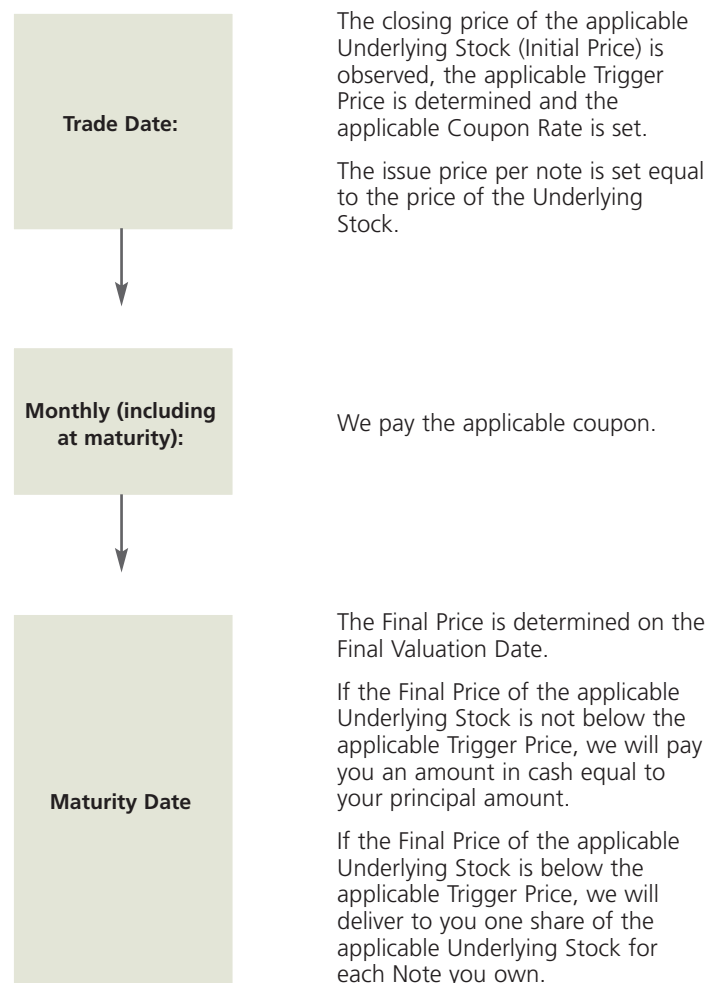 Trade Date:
The closing price of the applicable
Underlying Stock (Initial Price) is
observed, the applicable Trigger
Price is determined and the
applicable Coupon Rate is set.
The issue price per note is set equal
to the price of the Underlying
Stock.
Monthly (including
at maturity):
We pay the applicable coupon.
Maturity Date
The Final Price is determined on the
Final Valuation Date.
If the Final Price of the applicable
Underlying Stock is not below the
applicable Trigger Price, we will pay
you an amount in cash equal to
your principal amount.
If the Final Price of the applicable
Underlying Stock is below the
applicable Trigger Price, we will
deliver to you one share of the
applicable Underlying Stock for
each Note you own.